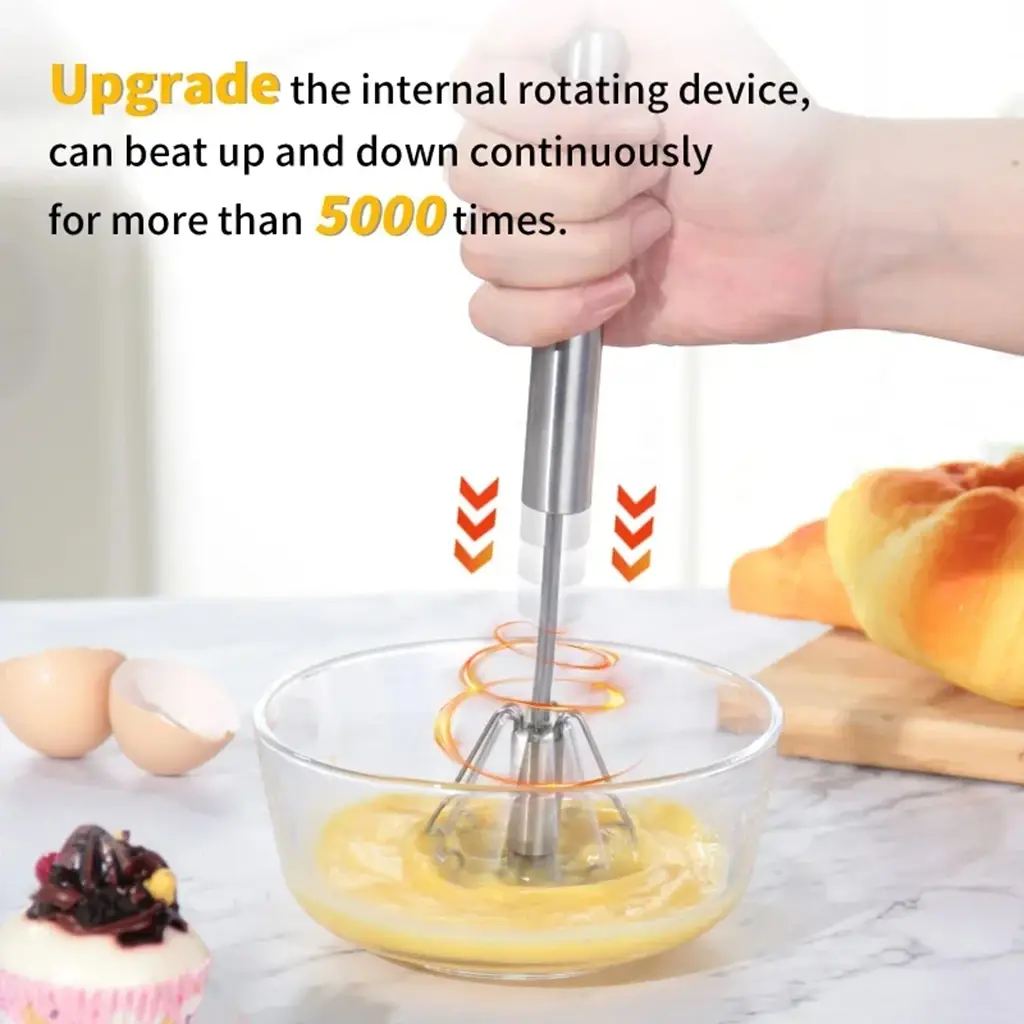 Upgrade the internal rotating device,
can beat up and down continuously
for more than 5000 times.